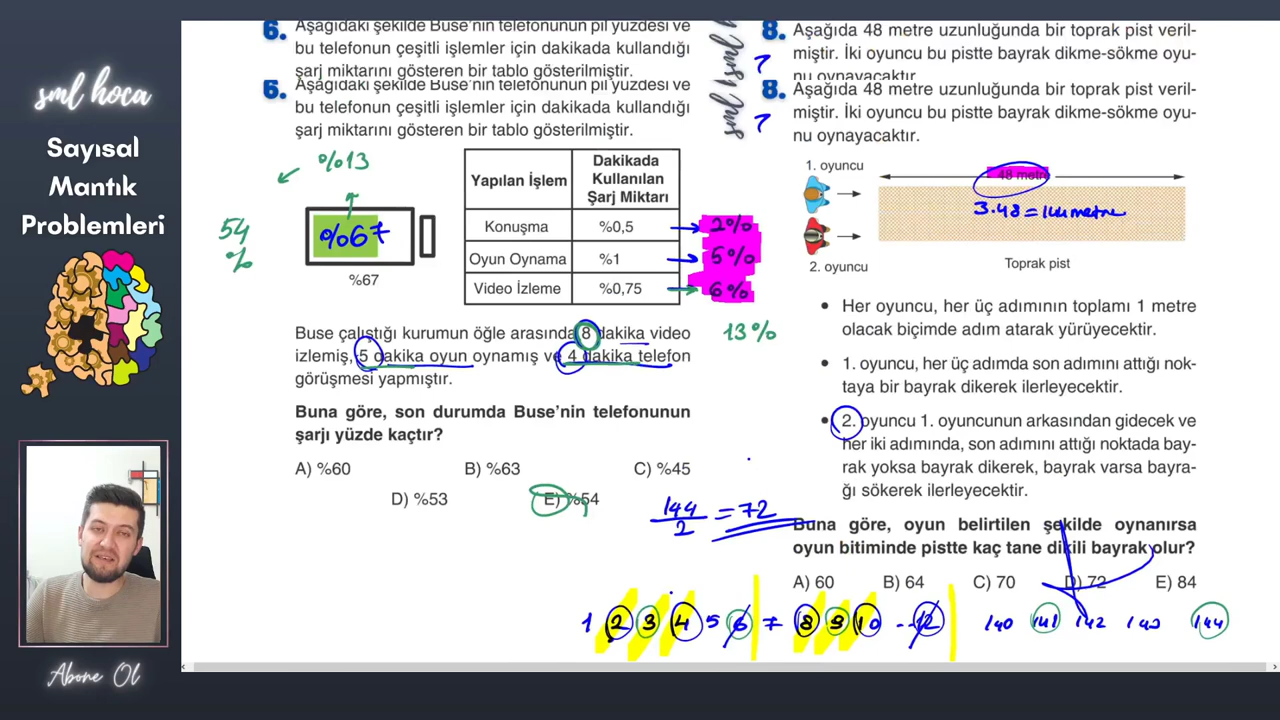 sml hoca
Sayısal
Mantık
Problemleri
Abone Ol
6. Aşağıdaki şekilde Buse'nin telefonunun pil yüzdesi ve
bu telefonun çeşitli işlemler için dakikada kullandığı
şarj miktarını gösteren bir tablo gösterilmiştir.
6. Aşağıdaki şekilde Buse'nin telefonunun pil yüzdesi ve
bu telefonun çeşitli işlemler için dakikada kullandığı
şarj miktarını gösteren bir tablo gösterilmiştir.
%13
54
%
%67
%67
Yapılan İşlem
Dakikada
Kullanılan
Şarj Miktarı
Konuşma %0,5 2%
Oyun Oynama %1 5%
Video İzleme %0,75 6%
13%
Buse çalıştığı kurumun öğle arasında 8 dakika video
izlemiş, 5 dakika oyun oynamış ve 4 dakika telefon
görüşmesi yapmıştır.
Buna göre, son durumda Buse'nin telefonunun
şarjı yüzde kaçtır?
A) %60 B) %63 C) %45
D) %53 E) %54
8. Aşağıda 48 metre uzunluğunda bir toprak pist veril-
miştir. İki oyuncu bu pistte bayrak dikme-sökme oyu-
nu oynayacaktır.
8. Aşağıda 48 metre uzunluğunda bir toprak pist veril-
miştir. İki oyuncu bu pistte bayrak dikme-sökme oyu-
nu oynayacaktır.
1. oyuncu
48 metre
3.48=144 metre
2. oyuncu
Toprak pist
• Her oyuncu, her üç adımının toplamı 1 metre
olacak biçimde adım atarak yürüyecektir.
• 1. oyuncu, her üç adımda son adımını attığı nok-
taya bir bayrak dikerek ilerleyecektir.
• 2. oyuncu 1. oyuncunun arkasından gidecek ve
her iki adımında, son adımını attığı noktada bay-
rak yoksa bayrak dikerek, bayrak varsa bayra-
ğı sökerek ilerleyecektir.
144/2 = 72
Buna göre, oyun belirtilen şekilde oynanırsa
oyun bitiminde pistte kaç tane dikili bayrak olur?
A) 60 B) 64 C) 70 D) 72 E) 84
1 2 3 4 5 6 7 8 9 10 .. 12 140 141 142 143 144